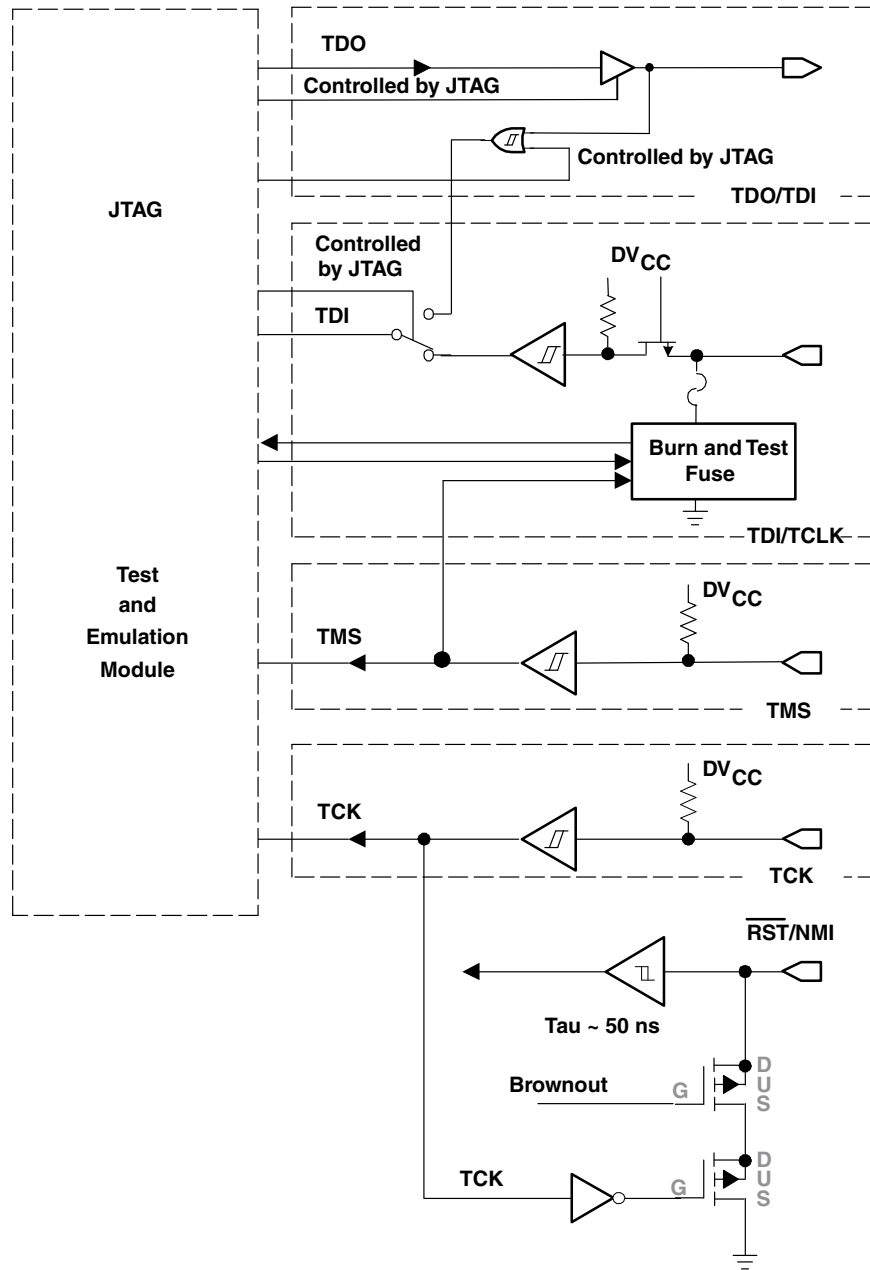 TDO
Controlled by JTAG
Controlled by JTAG
TDO/TDI
JTAG
Controlled
by JTAG
DVCC
TDI
Burn and Test
Fuse
TDI/TCLK
Test
and
Emulation
Module
DVCC
TMS
TMS
DVCC
TCK
TCK
RST/NMI
Tau ~ 50 ns
Brownout
G
D
U
S
TCK
G
D
U
S